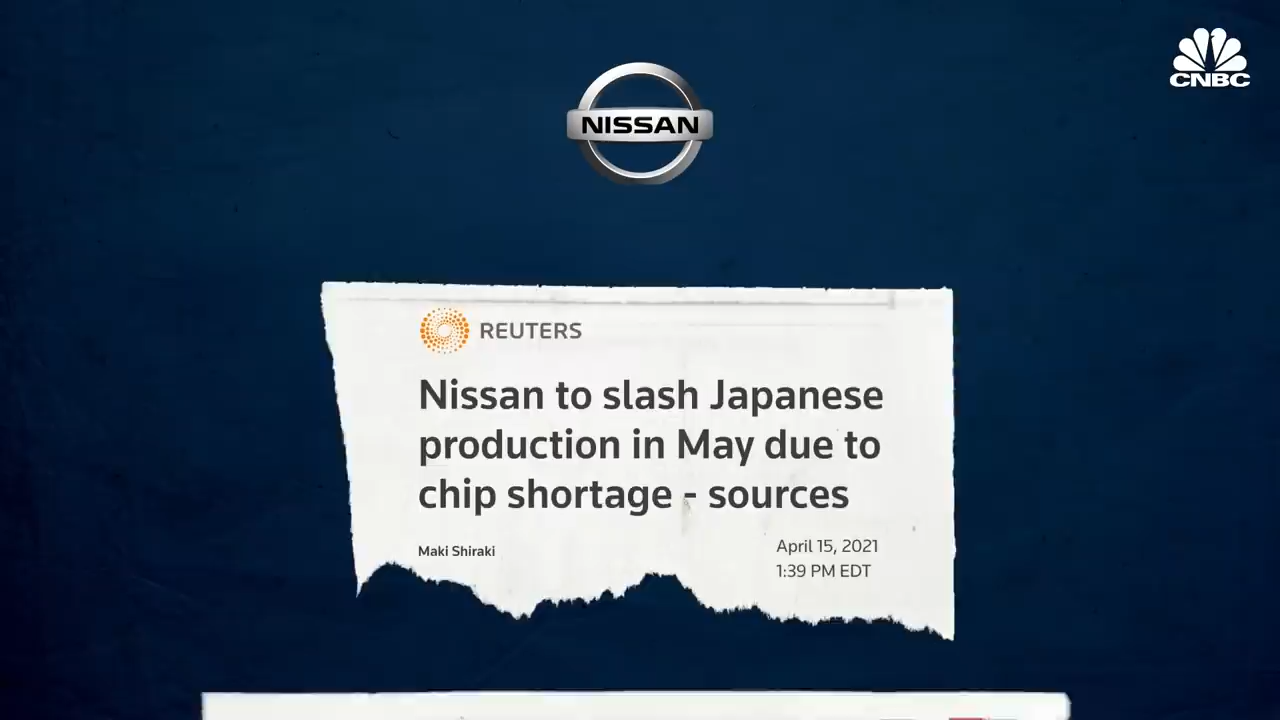 CNBC
NISSAN
REUTERS
Nissan to slash Japanese
production in May due to
chip shortage - sources
Maki Shiraki
April 15, 2021
1:39 PM EDT